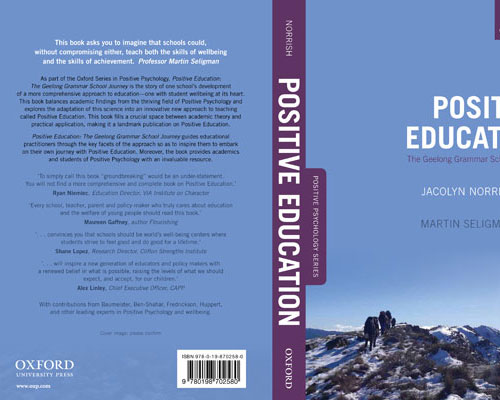 This book asks you to imagine that schools could,
without compromising either, teach both the skills of wellbeing
and the skills of achievement. Professor Martin Seligman
As part of the Oxford Series in Positive Psychology, Positive Education:
The Geelong Grammar School Journey is the story of one school's development
of a more comprehensive approach to education—one with student wellbeing at its heart.
This book balances academic findings from the thriving field of Positive Psychology and
explores the adaptation of this science into an innovative new approach to teaching
called Positive Education. This book fills a crucial space between academic theory and
practical application, making it a landmark publication on Positive Education.
Positive Education: The Geelong Grammar School Journey guides educational
practitioners through the key facets of the approach so as to inspire them to embark
on their own journey with Positive Education. Moreover, the book provides academics
and students of Positive Psychology with an invaluable resource.
'To simply call this book "groundbreaking" would be an under-statement.
You will not find a more complete and comprehensive book on Positive Education.'
Ryan Niemiec, Education Director, VIA Institute on Character
'Every school, teacher, parent and policy-maker who truly cares about education
and the welfare of young people should read this book.'
Maureen Gaffney, author Flourishing
'. . . convinces you that schools should be world's well-being centers where
students strive to feel good and do good for a lifetime.'
Shane Lopez, Research Director, Clifton Strengths Institute
'. . . will inspire a new generation of educators and policy makers with
a renewed belief in what is possible, raising the levels of what we should
expect, and accept, for our children.'
Alex Linley, Chief Executive Officer, CAPP
With contributions from Baumeister, Ben-Shahar, Fredrickson, Huppert,
and other leading experts in Positive Psychology and wellbeing.
Cover image:
OXFORD
UNIVERSITY PRESS
www.oup.com
ISBN 978-0-19-870258-0
9 780198 702580
NORRISH
POSITIVE EDUCATION
POSITIVE PSYCHOLOGY SERIES
OXFORD
POSIT
EDUCAT
The Geelong Grammar Sch
JACOLYN NORR
MARTIN SELIGM